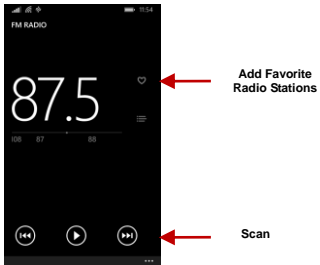 11:54
FM RADIO
87.5
Add Favorite
Radio Stations
108 87 88
Scan